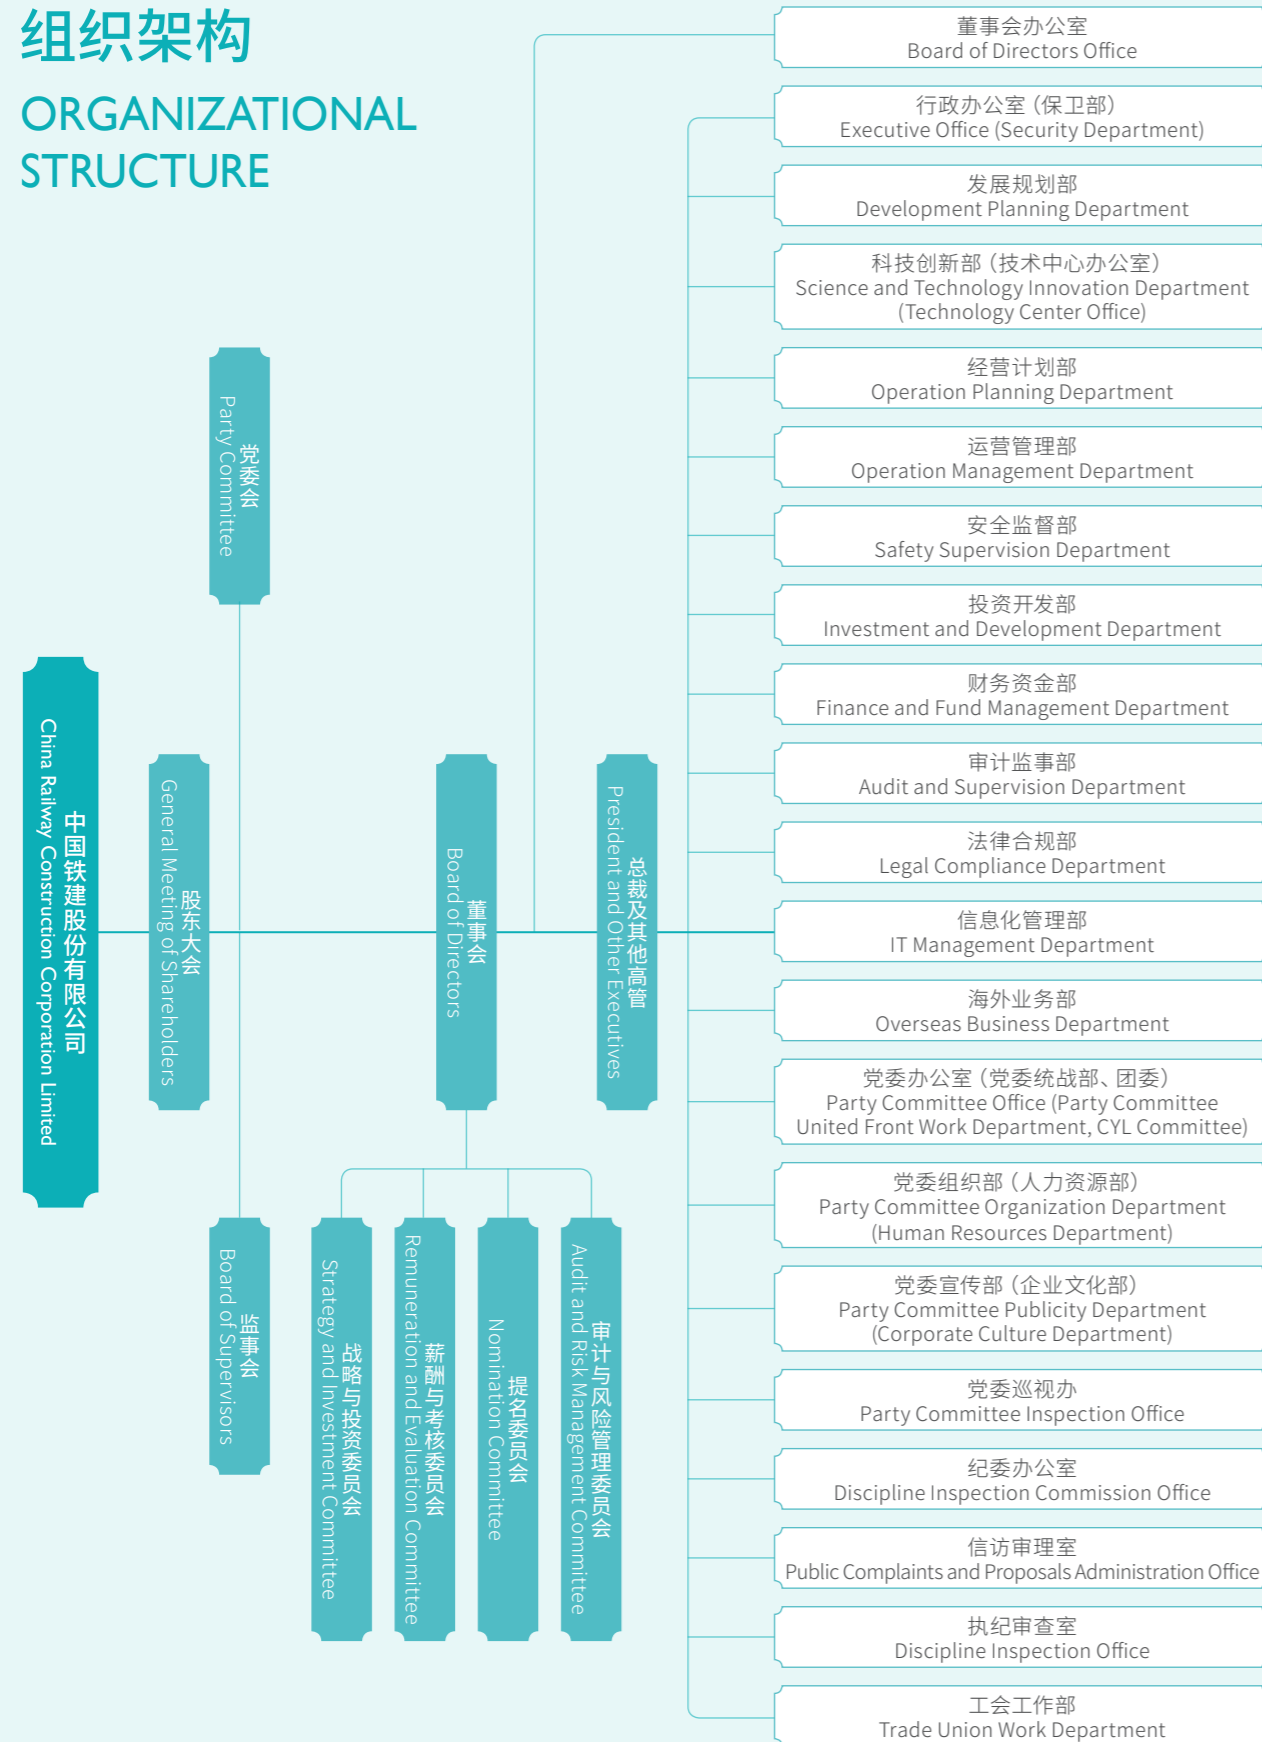 组织架构
ORGANIZATIONAL
STRUCTURE
中国铁建股份有限公司
China Railway Construction Corporation Limited
党委会
Party Committee
股东大会
General Meeting of Shareholders
监事会
Board of Supervisors
董事会
Board of Directors
战略与投资委员会
Strategy and Investment Committee
薪酬与考核委员会
Remuneration and Evaluation Committee
提名委员会
Nomination Committee
审计与风险管理委员会
Audit and Risk Management Committee
总裁及其他高管
President and Other Executives
董事会办公室
Board of Directors Office
行政办公室（保卫部）
Executive Office (Security Department)
发展规划部
Development Planning Department
科技创新部（技术中心办公室）
Science and Technology Innovation Department
(Technology Center Office)
经营计划部
Operation Planning Department
运营管理部
Operation Management Department
安全监督部
Safety Supervision Department
投资开发部
Investment and Development Department
财务资金部
Finance and Fund Management Department
审计监事部
Audit and Supervision Department
法律合规部
Legal Compliance Department
信息化管理部
IT Management Department
海外业务部
Overseas Business Department
党委办公室（党委统战部、团委）
Party Committee Office (Party Committee
United Front Work Department, CYL Committee)
党委组织部（人力资源部）
Party Committee Organization Department
(Human Resources Department)
党委宣传部（企业文化部）
Party Committee Publicity Department
(Corporate Culture Department)
党委巡视办
Party Committee Inspection Office
纪委办公室
Discipline Inspection Commission Office
信访审理室
Public Complaints and Proposals Administration Office
执纪审查室
Discipline Inspection Office
工会工作部
Trade Union Work Department